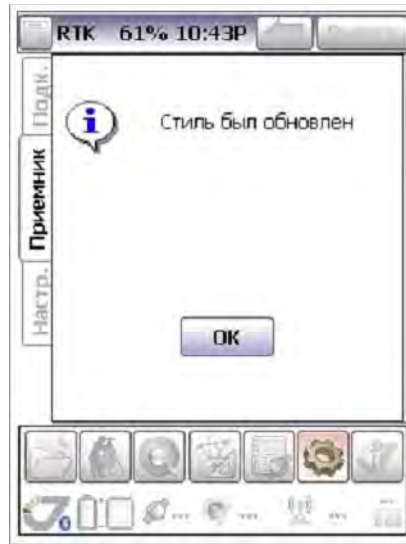 RTK 61% 10:43P
Подк.
Приемник
Настр.
Стиль был обновлен
OK